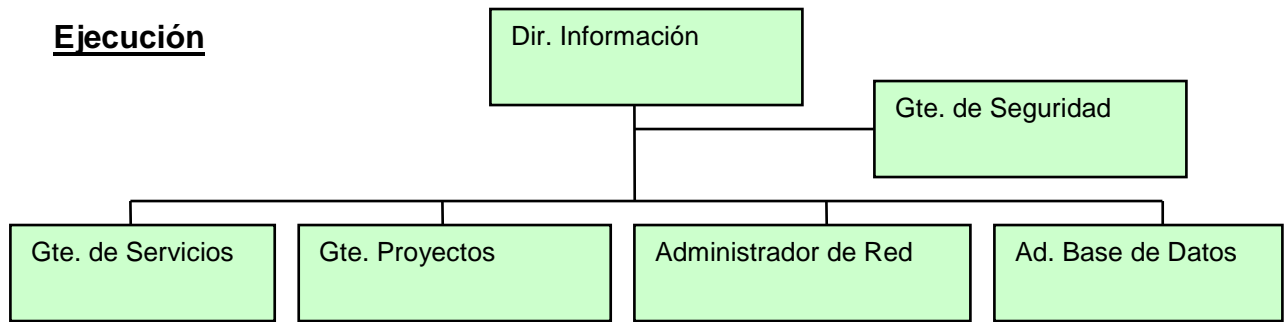 Ejecución
Dir. Información
Gte. de Seguridad
Gte. de Servicios
Gte. Proyectos
Administrador de Red
Ad. Base de Datos